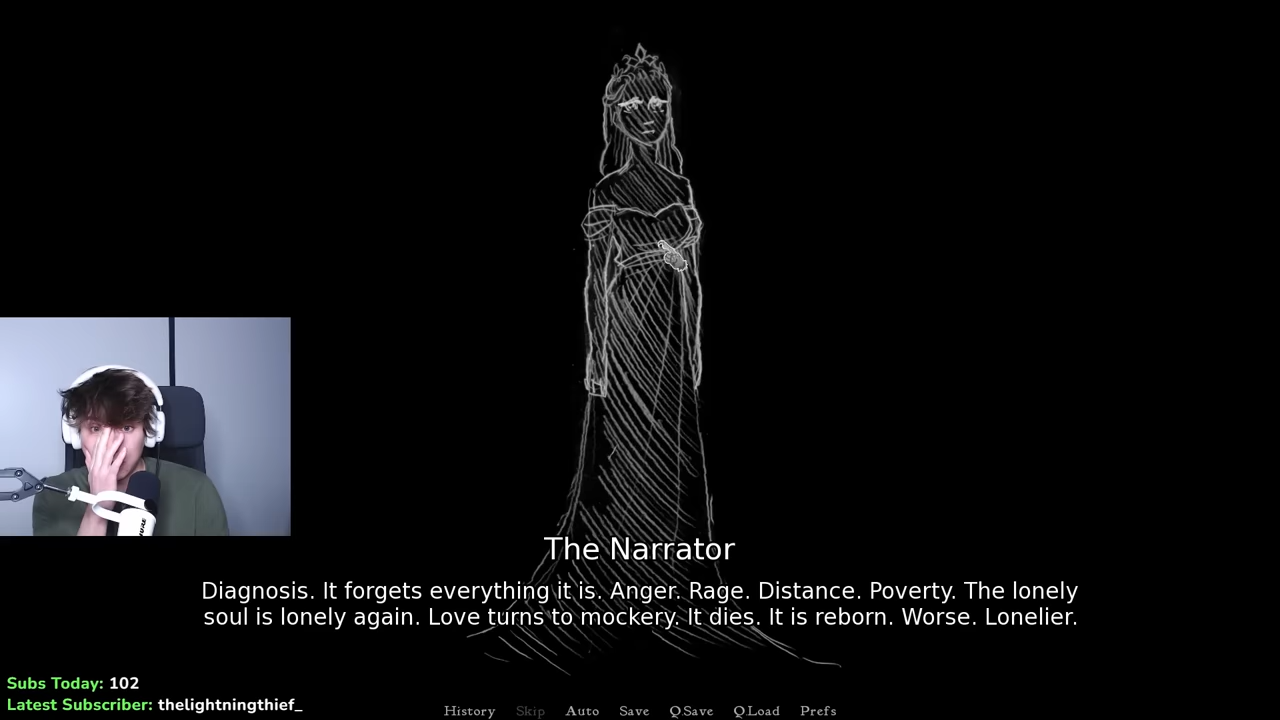 The Narrator
Diagnosis. It forgets everything it is. Anger. Rage. Distance. Poverty. The lonely
soul is lonely again. Love turns to mockery. It dies. It is reborn. Worse. Lonelier.
Subs Today: 102
Latest Subscriber: thelightningthief_
History Skip Auto Save Q.Save Q.Load Prefs